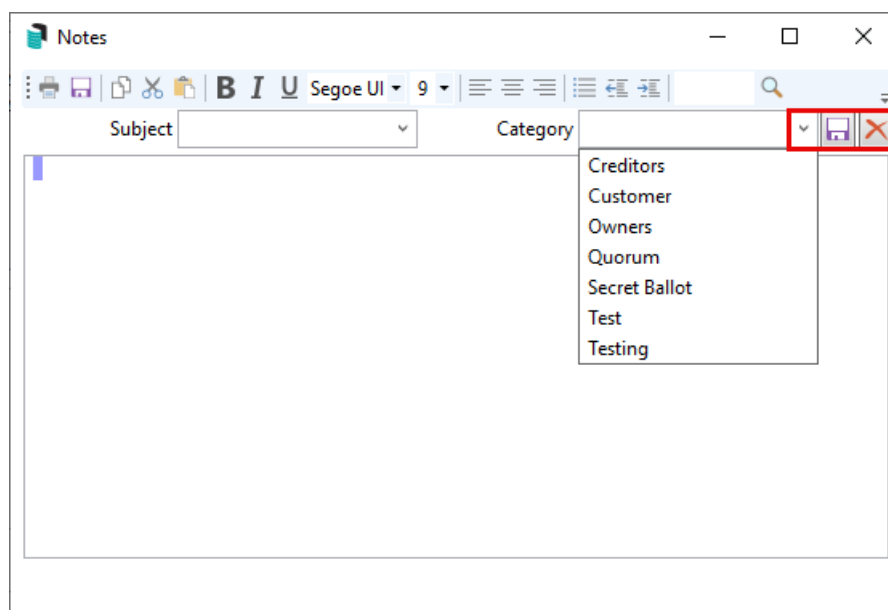 Notes
B I U Segoe UI 9
Subject Category
Creditors
Customer
Owners
Quorum
Secret Ballot
Test
Testing